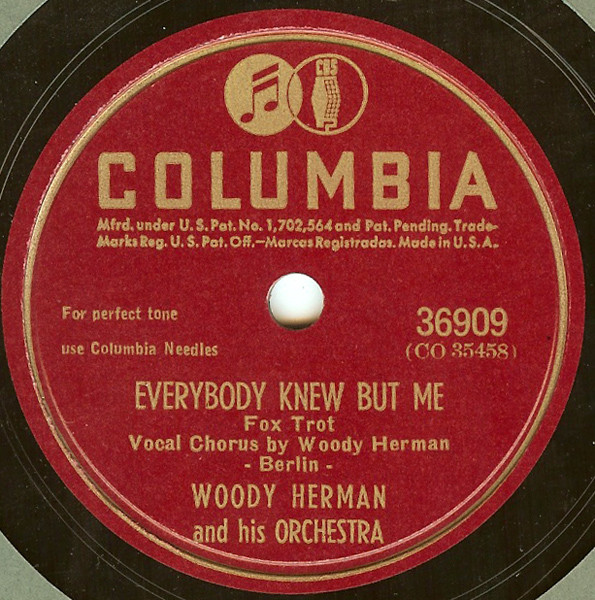 CBS
COLUMBIA
Mfrd. under U.S. Pat. No. 1,702,564 and Pat. Pending. Trade-
Marks Reg. U.S. Pat. Off.—Marcas Registradas. Made in U.S.A.
For perfect tone
use Columbia Needles
36909
(CO 35458)
EVERYBODY KNEW BUT ME
Fox Trot
Vocal Chorus by Woody Herman
- Berlin -
WOODY HERMAN
and his ORCHESTRA